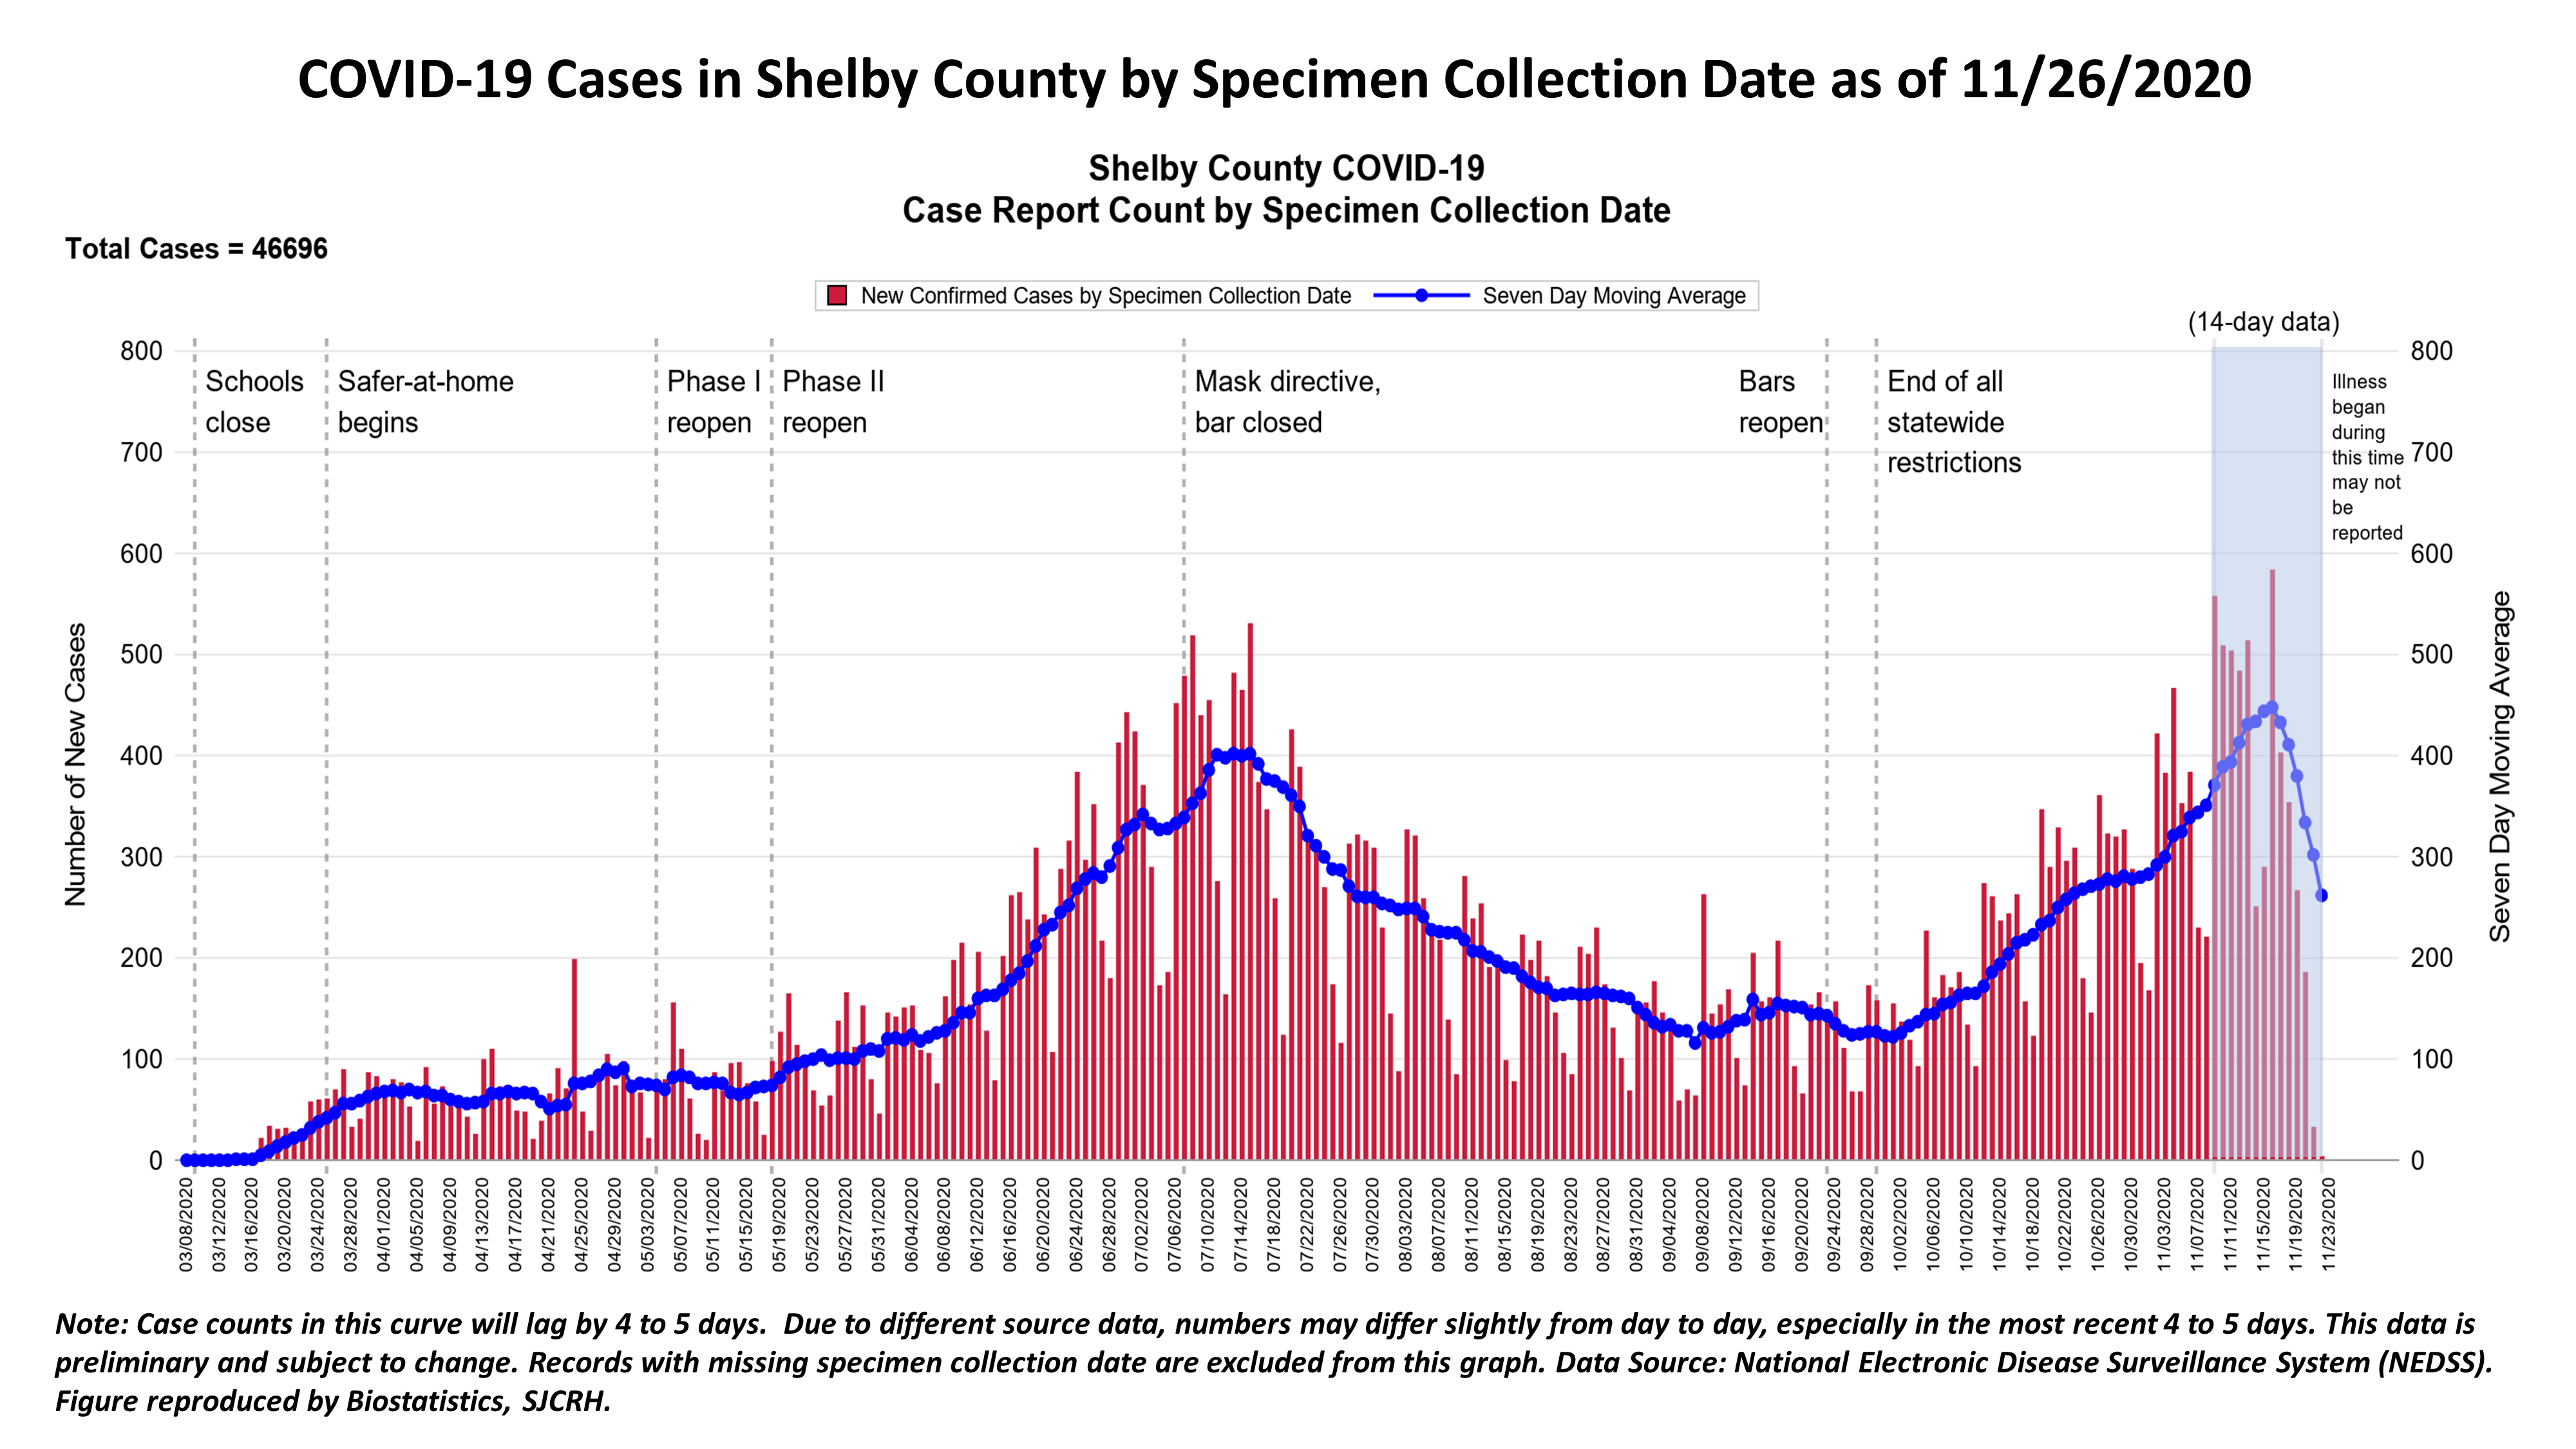 COVID-19 Cases in Shelby County by Specimen Collection Date as of 11/26/2020
Shelby County COVID-19
Case Report Count by Specimen Collection Date
Total Cases = 46696
New Confirmed Cases by Specimen Collection Date
Seven Day Moving Average
(14-day data)
Schools
close
Safer-at-home
begins
Phase I
reopen
Phase II
reopen
Mask directive,
bar closed
Bars
reopen
End of all
statewide
restrictions
Illness
began
during
this time
may not
be
reported
Number of New Cases
800
700
600
500
400
300
200
100
0
800
700
600
500
400
300
200
100
0
Seven Day Moving Average
03/08/2020
03/12/2020
03/16/2020
03/20/2020
03/24/2020
03/28/2020
04/01/2020
04/05/2020
04/09/2020
04/13/2020
04/17/2020
04/21/2020
04/25/2020
04/29/2020
05/03/2020
05/07/2020
05/11/2020
05/15/2020
05/19/2020
05/23/2020
05/27/2020
05/31/2020
06/04/2020
06/08/2020
06/12/2020
06/16/2020
06/20/2020
06/24/2020
06/28/2020
07/02/2020
07/06/2020
07/10/2020
07/14/2020
07/18/2020
07/22/2020
07/26/2020
07/30/2020
08/03/2020
08/07/2020
08/11/2020
08/15/2020
08/19/2020
08/23/2020
08/27/2020
08/31/2020
09/04/2020
09/08/2020
09/12/2020
09/16/2020
09/20/2020
09/24/2020
09/28/2020
10/02/2020
10/06/2020
10/10/2020
10/14/2020
10/18/2020
10/22/2020
10/26/2020
10/30/2020
11/03/2020
11/07/2020
11/11/2020
11/15/2020
11/19/2020
11/23/2020
Note: Case counts in this curve will lag by 4 to 5 days.  Due to different source data, numbers may differ slightly from day to day, especially in the most recent 4 to 5 days. This data is
preliminary and subject to change. Records with missing specimen collection date are excluded from this graph. Data Source: National Electronic Disease Surveillance System (NEDSS).
Figure reproduced by Biostatistics, SJCRH.